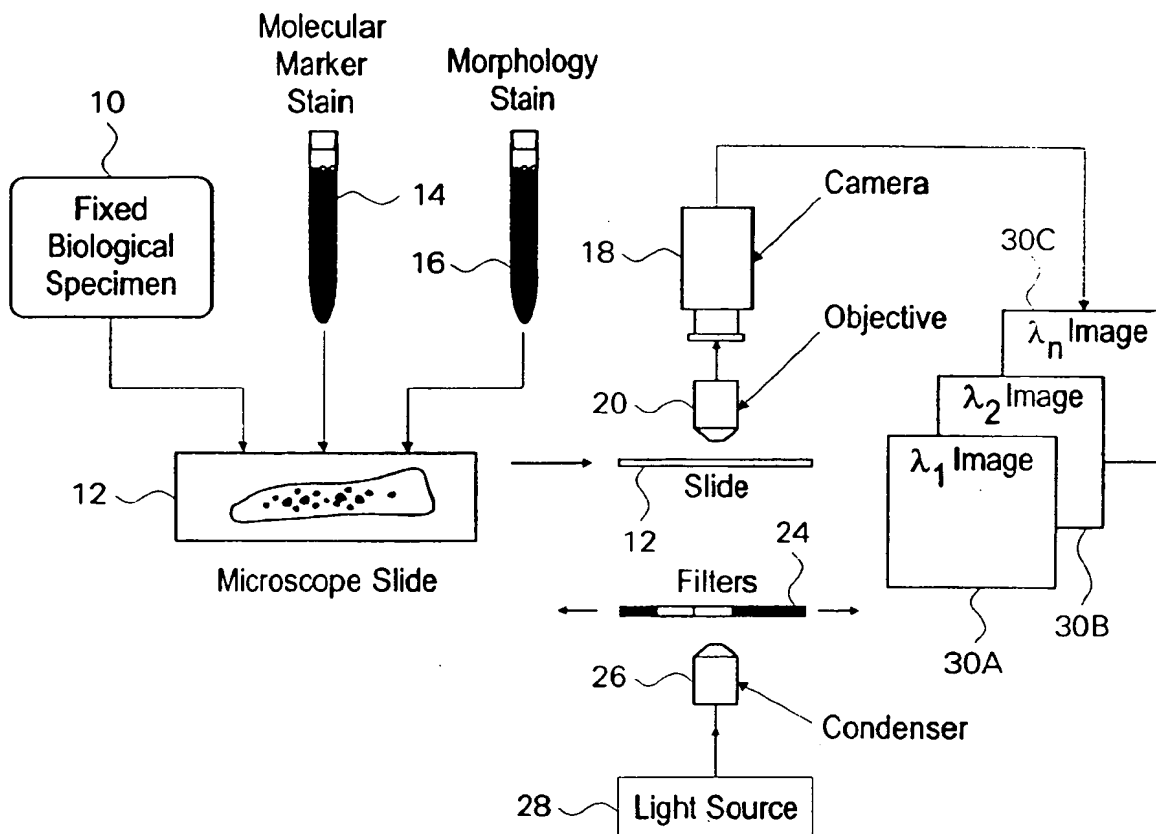 Molecular
Marker
Stain
Morphology
Stain
10
Fixed
Biological
Specimen
14
16
Camera
18
30C
λn Image
Objective
20
λ2 Image
λ1 Image
12
Slide
12
24
Microscope Slide
Filters
30B
30A
26
Condenser
28
Light Source